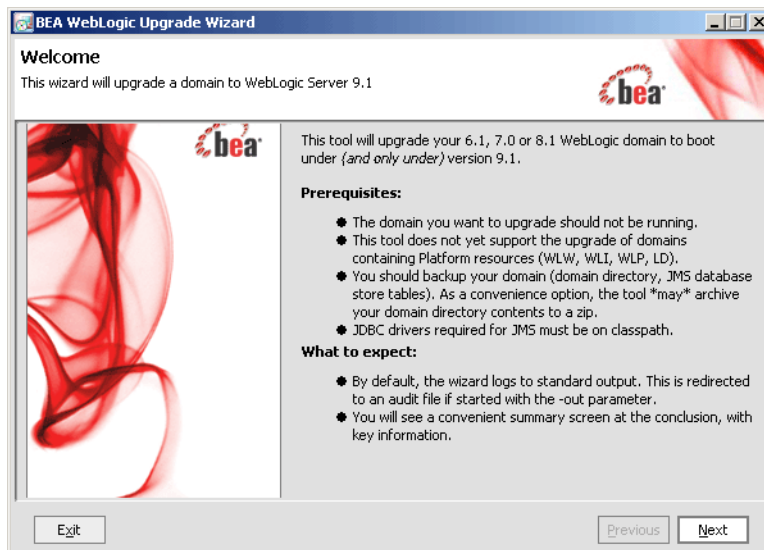 BEA WebLogic Upgrade Wizard
Welcome
This wizard will upgrade a domain to WebLogic Server 9.1
bea
bea
This tool will upgrade your 6.1, 7.0 or 8.1 WebLogic domain to boot
under (and only under) version 9.1.
Prerequisites:
● The domain you want to upgrade should not be running.
● This tool does not yet support the upgrade of domains
containing Platform resources (WLW, WLI, WLP, LD).
● You should backup your domain (domain directory, JMS database
store tables). As a convenience option, the tool *may* archive
your domain directory contents to a zip.
● JDBC drivers required for JMS must be on classpath.
What to expect:
● By default, the wizard logs to standard output. This is redirected
to an audit file if started with the -out parameter.
● You will see a convenient summary screen at the conclusion, with
key information.
Exit
Previous
Next